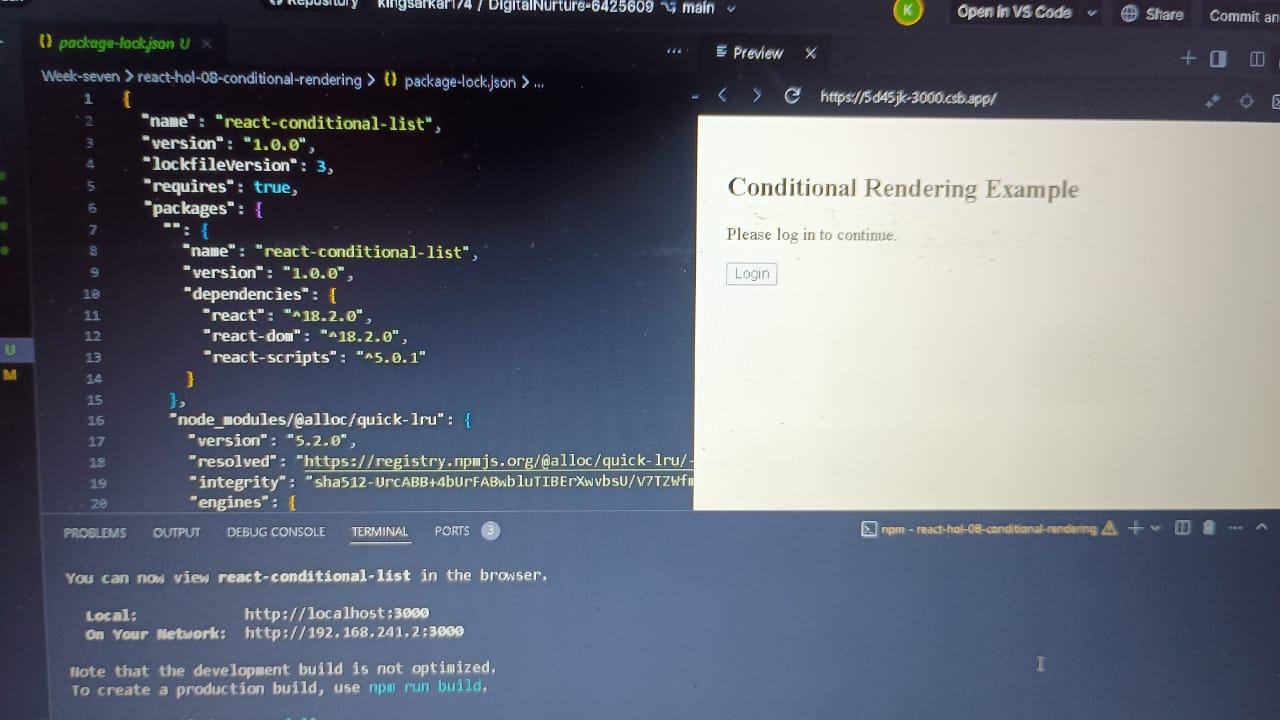 Repository kingsarkar174 / DigitalNurture-6425609 main
K
Open in VS Code
Share
Commit an
{} package-lock.json U ×
...
Preview ×
Week-seven > react-hol-08-conditional-rendering > {} package-lock.json > ...
https://5d45jk-3000.csb.app/
1 {
2 "name": "react-conditional-list",
3 "version": "1.0.0",
4 "lockfileVersion": 3,
5 "requires": true,
6 "packages": {
7 "": {
8 "name": "react-conditional-list",
9 "version": "1.0.0",
10 "dependencies": {
11 "react": "^18.2.0",
12 "react-dom": "^18.2.0",
13 "react-scripts": "^5.0.1"
14 }
15 },
16 "node_modules/@alloc/quick-lru": {
17 "version": "5.2.0",
18 "resolved": "https://registry.npmjs.org/@alloc/quick-lru/-
19 "integrity": "sha512-UrcABB+4bUrFABwbluTIBErXwvbsU/V7TZWfm
20 "engines": {
U
M
Conditional Rendering Example
Please log in to continue.
Login
PROBLEMS OUTPUT DEBUG CONSOLE TERMINAL PORTS 3
npm - react-hol-08-conditional-rendering
You can now view react-conditional-list in the browser.
Local: http://localhost:3000
On Your Network: http://192.168.241.2:3000
Note that the development build is not optimized.
To create a production build, use npm run build.